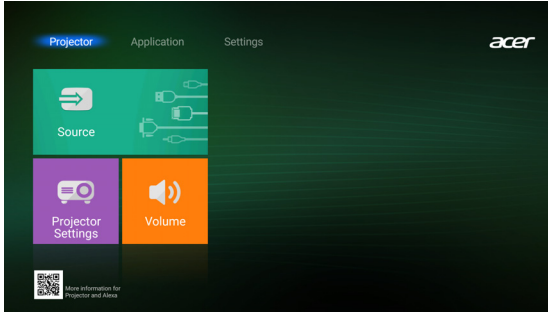 Projector Application Settings
acer
Source
Projector
Settings
Volume
More information for
Projector and Alexa